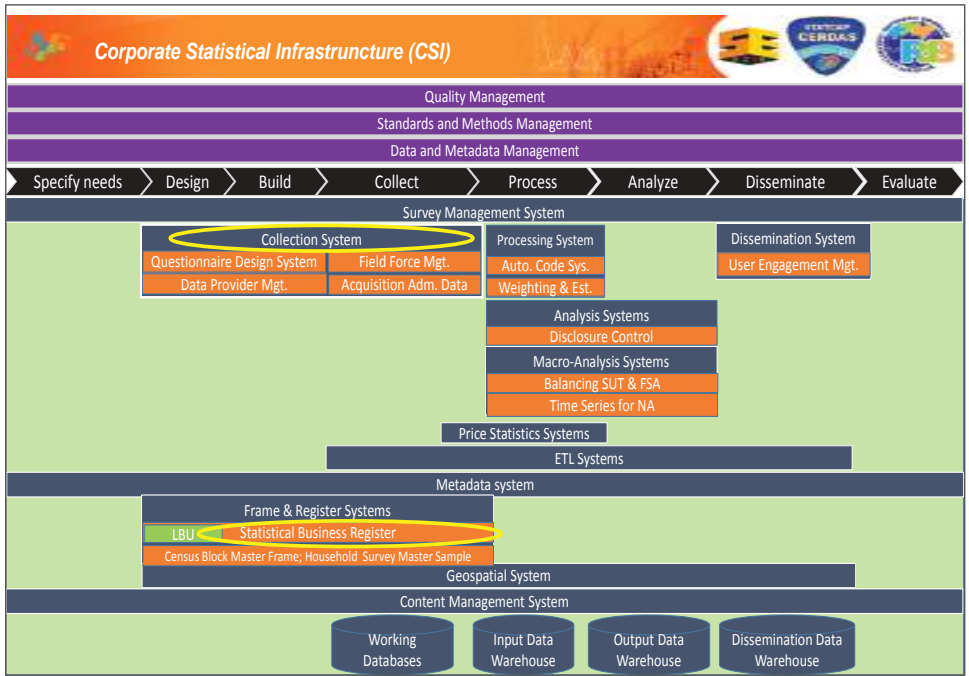 Corporate Statistical Infrastruncture (CSI)
STATCAP
CERDAS
Quality Management
Standards and Methods Management
Data and Metadata Management
Specify needs
Design
Build
Collect
Process
Analyze
Disseminate
Evaluate
Survey Management System
Collection System
Questionnaire Design System
Field Force Mgt.
Data Provider Mgt.
Acquisition Adm. Data
Processing System
Auto. Code Sys.
Weighting & Est.
Dissemination System
User Engagement Mgt.
Analysis Systems
Disclosure Control
Macro-Analysis Systems
Balancing SUT & FSA
Time Series for NA
Price Statistics Systems
ETL Systems
Metadata system
Frame & Register Systems
LBU
Statistical Business Register
Census Block Master Frame; Household Survey Master Sample
Geospatial System
Content Management System
Working
Databases
Input Data
Warehouse
Output Data
Warehouse
Dissemination Data
Warehouse